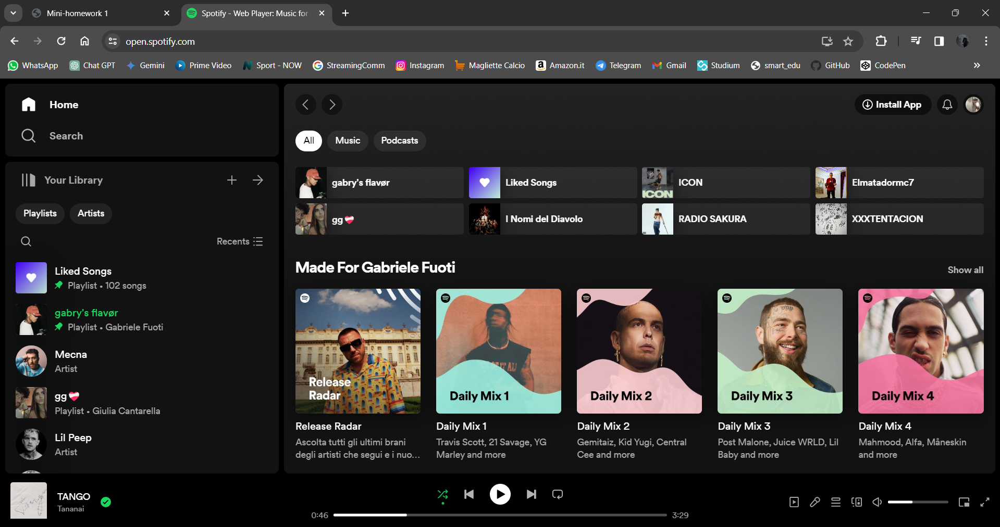 Mini-homework 1
Spotify - Web Player: Music for
open.spotify.com
WhatsApp
Chat GPT
Gemini
Prime Video
Sport - NOW
StreamingComm
Instagram
Magliette Calcio
Amazon.it
Telegram
Gmail
Studium
smart_edu
GitHub
CodePen
Home
Search
Your Library
Playlists
Artists
Recents
Liked Songs
Playlist • 102 songs
gabry's flavør
Playlist • Gabriele Fuoti
Mecna
Artist
gg
Playlist • Giulia Cantarella
Lil Peep
Artist
Install App
All
Music
Podcasts
gabry's flavør
Liked Songs
ICON
ICON
Elmatadormc7
gg
I Nomi del Diavolo
RADIO SAKURA
XXXTENTACION
Made For Gabriele Fuoti
Show all
Release
Radar
Daily Mix 1
Daily Mix 2
Daily Mix 3
Daily Mix 4
Release Radar
Ascolta tutti gli ultimi brani
degli artisti che segui e i nuo...
Daily Mix 1
Travis Scott, 21 Savage, YG
Marley and more
Daily Mix 2
Gemitaiz, Kid Yugi, Central
Cee and more
Daily Mix 3
Post Malone, Juice WRLD, Lil
Baby and more
Daily Mix 4
Mahmood, Alfa, Måneskin
and more
TANGO
Tananai
0:46
3:29